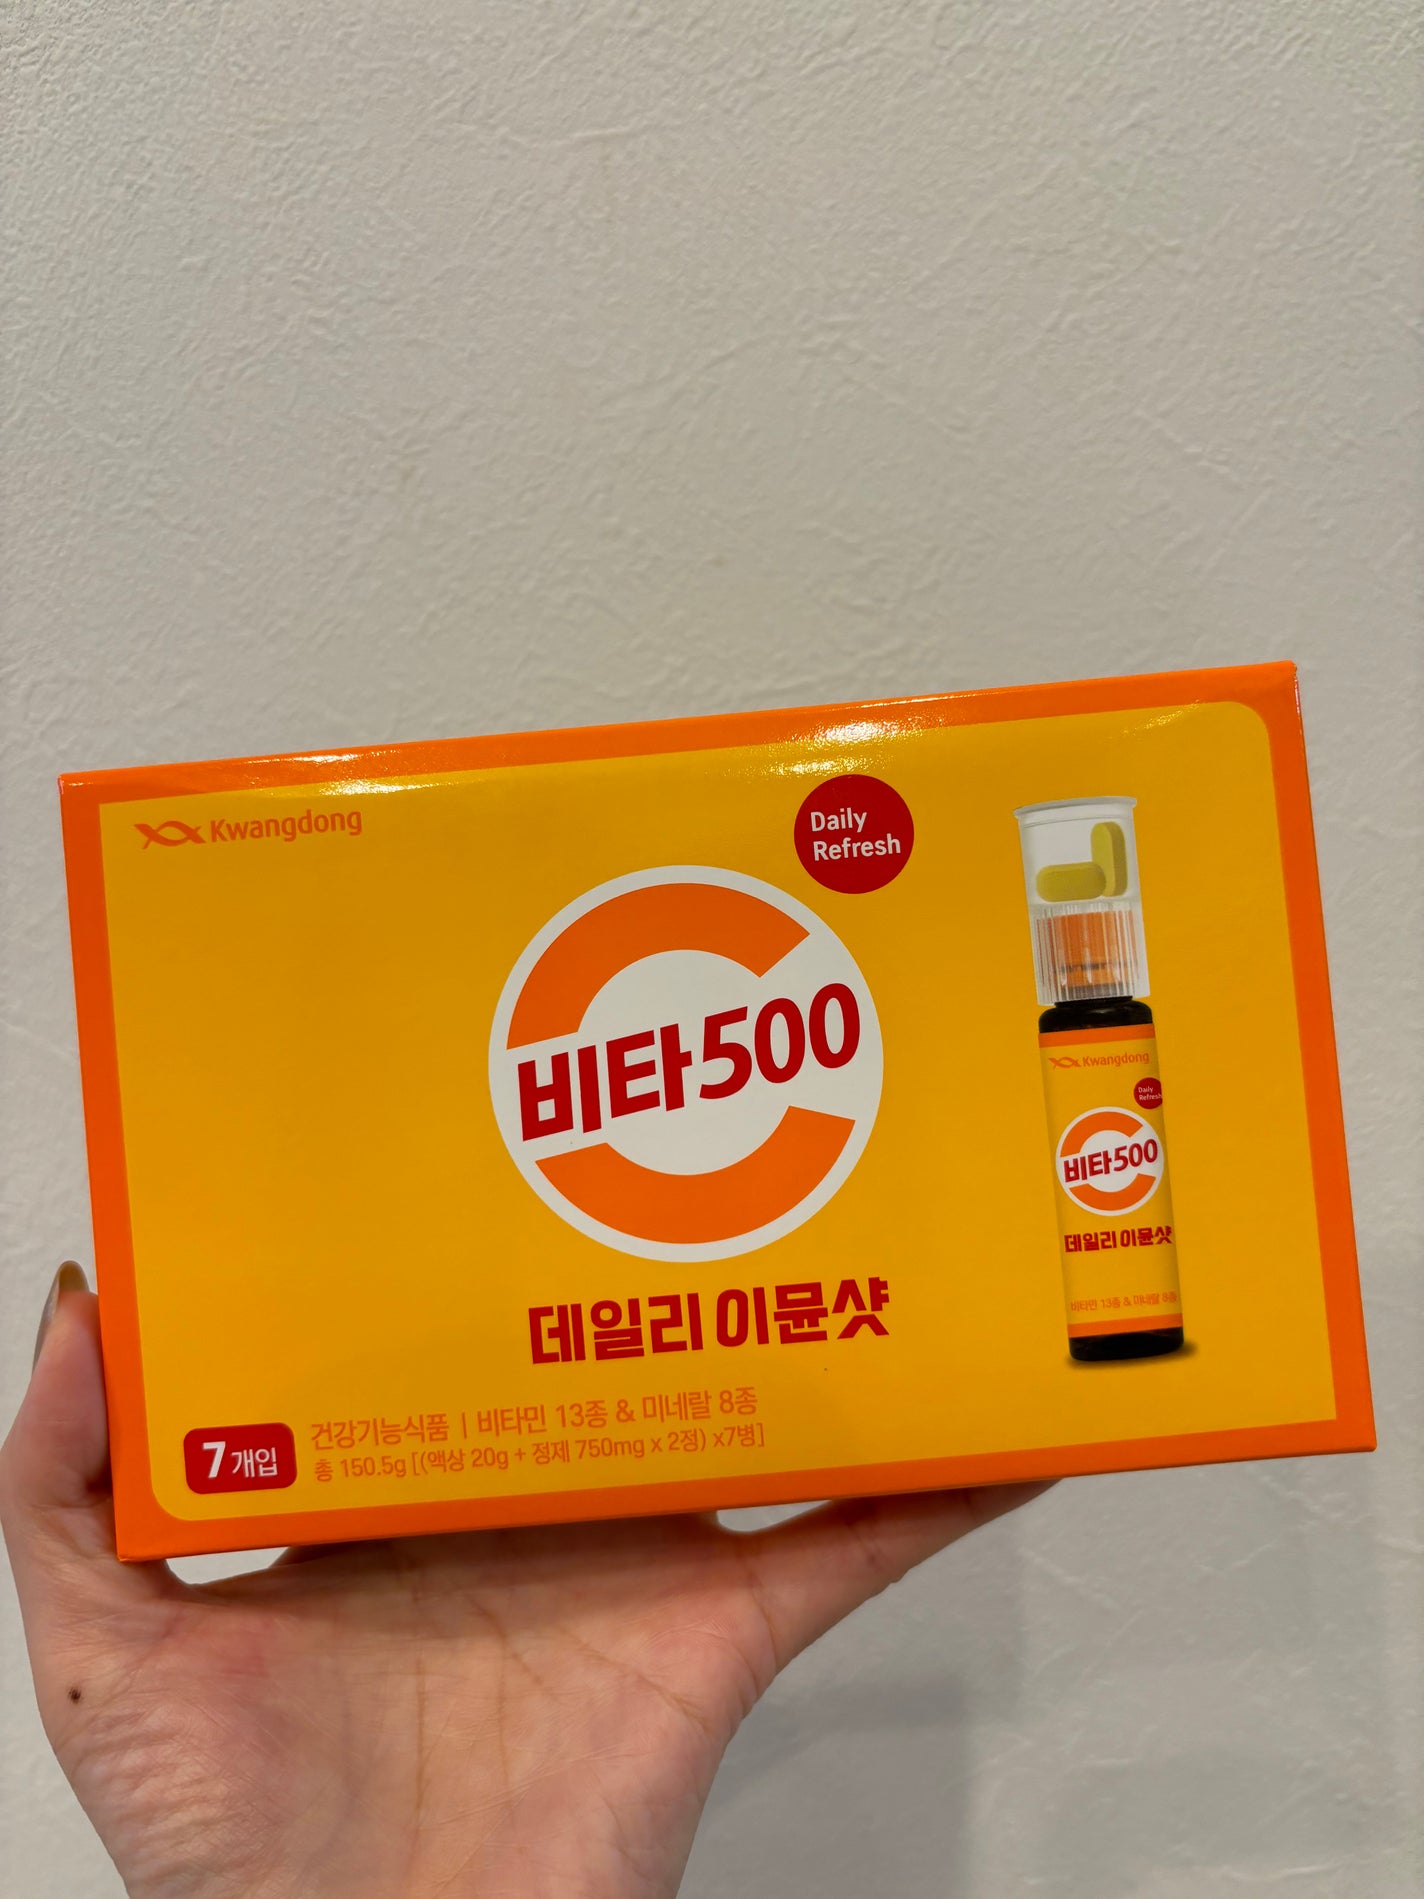 Kwangdong
Daily
Refresh
비타500
데일리 이뮨샷
7개입
건강기능식품 | 비타민 13종 & 미네랄 8종
총 150.5g [(액상 20g + 정제 750mg x 2정) x7병]
Kwangdong
Daily
Refresh
비타500
데일리 이뮨샷
비타민 13종 & 미네랄 8종